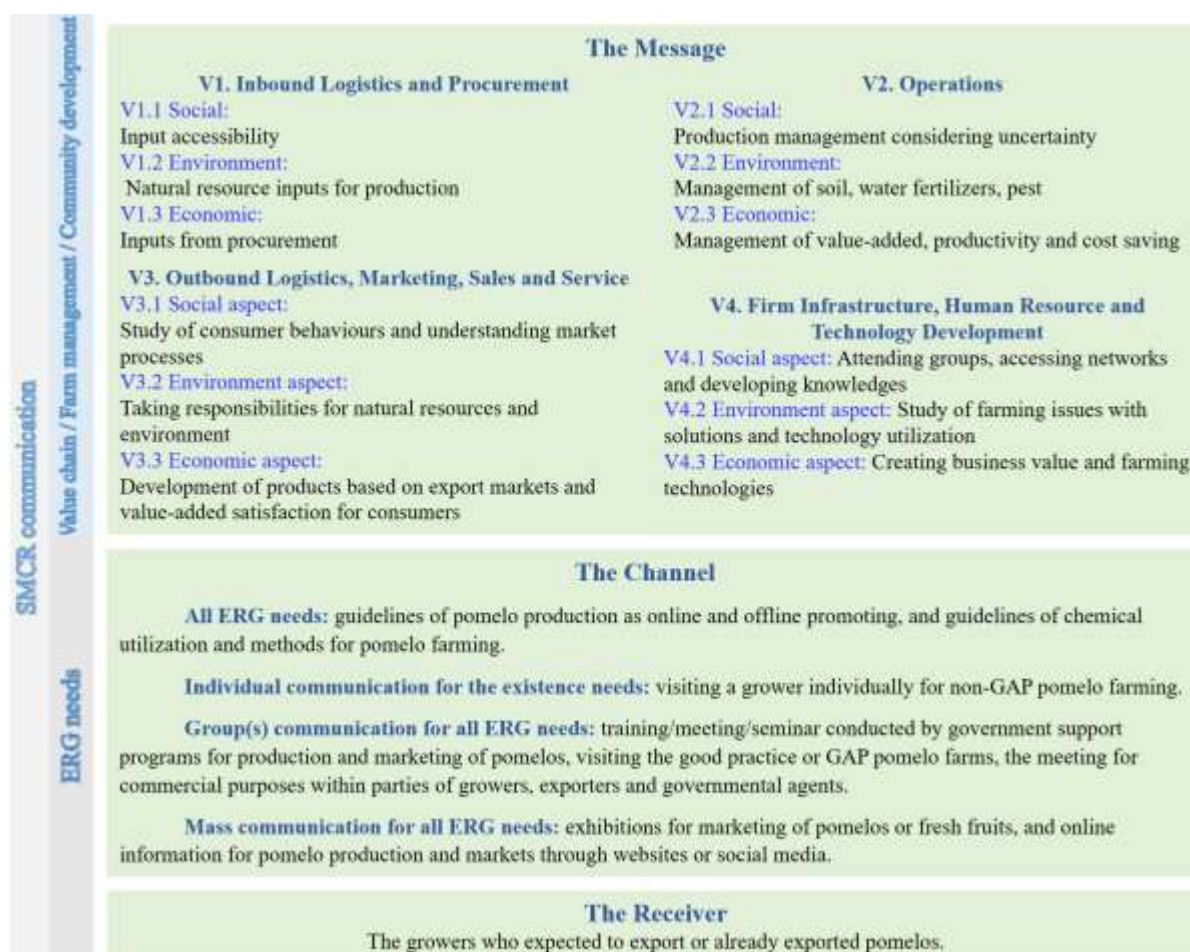 SMCR communication
Value chain / Farm management / Community development
ERG needs
The Message
V1. Inbound Logistics and Procurement
V1.1 Social:
Input accessibility
V1.2 Environment:
Natural resource inputs for production
V1.3 Economic:
Inputs from procurement
V2. Operations
V2.1 Social:
Production management considering uncertainty
V2.2 Environment:
Management of soil, water fertilizers, pest
V2.3 Economic:
Management of value-added, productivity and cost saving
V3. Outbound Logistics, Marketing, Sales and Service
V3.1 Social aspect:
Study of consumer behaviours and understanding market
processes
V3.2 Environment aspect:
Taking responsibilities for natural resources and
environment
V3.3 Economic aspect:
Development of products based on export markets and
value-added satisfaction for consumers
V4. Firm Infrastructure, Human Resource and
Technology Development
V4.1 Social aspect: Attending groups, accessing networks
and developing knowledges
V4.2 Environment aspect: Study of farming issues with
solutions and technology utilization
V4.3 Economic aspect: Creating business value and farming
technologies
The Channel
All ERG needs: guidelines of pomelo production as online and offline promoting, and guidelines of chemical
utilization and methods for pomelo farming.
Individual communication for the existence needs: visiting a grower individually for non-GAP pomelo farming.
Group(s) communication for all ERG needs: training/meeting/seminar conducted by government support
programs for production and marketing of pomelos, visiting the good practice or GAP pomelo farms, the meeting for
commercial purposes within parties of growers, exporters and governmental agents.
Mass communication for all ERG needs: exhibitions for marketing of pomelos or fresh fruits, and online
information for pomelo production and markets through websites or social media.
The Receiver
The growers who expected to export or already exported pomelos.